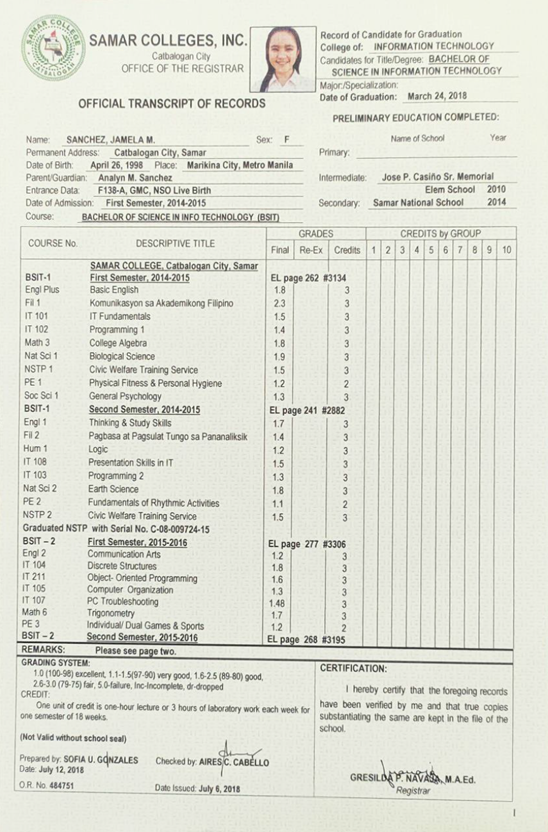 SAMAR COLLEGE
CATBALOGAN
SAMAR COLLEGES, INC.
Catbalogan City
OFFICE OF THE REGISTRAR
OFFICIAL TRANSCRIPT OF RECORDS
Record of Candidate for Graduation
College of: INFORMATION TECHNOLOGY
Candidates for Title/Degree: BACHELOR OF
SCIENCE IN INFORMATION TECHNOLOGY
Major:/Specialization:
Date of Graduation: March 24, 2018
PRELIMINARY EDUCATION COMPLETED:
Name of School Year
Primary:
Intermediate: Jose P. Casiño Sr. Memorial
Elem School 2010
Secondary: Samar National School 2014
Name: SANCHEZ, JAMELA M. Sex: F
Permanent Address: Catbalogan City, Samar
Date of Birth: April 26, 1998 Place: Marikina City, Metro Manila
Parent/Guardian: Analyn M. Sanchez
Entrance Data: F138-A, GMC, NSO Live Birth
Date of Admission: First Semester, 2014-2015
Course: BACHELOR OF SCIENCE IN INFO TECHNOLOGY (BSIT)
COURSE No. DESCRIPTIVE TITLE GRADES CREDITS by GROUP
Final Re-Ex Credits 1 2 3 4 5 6 7 8 9 10
SAMAR COLLEGE, Catbalogan City, Samar
BSIT-1 First Semester, 2014-2015 EL page 262 #3134
Engl Plus Basic English 1.8 3
Fil 1 Komunikasyon sa Akademikong Filipino 2.3 3
IT 101 IT Fundamentals 1.5 3
IT 102 Programming 1 1.4 3
Math 3 College Algebra 1.8 3
Nat Sci 1 Biological Science 1.9 3
NSTP 1 Civic Welfare Training Service 1.5 3
PE 1 Physical Fitness & Personal Hygiene 1.2 2
Soc Sci 1 General Psychology 1.3 3
BSIT-1 Second Semester, 2014-2015 EL page 241 #2882
Engl 1 Thinking & Study Skills 1.7 3
Fil 2 Pagbasa at Pagsulat Tungo sa Pananaliksik 1.4 3
Hum 1 Logic 1.2 3
IT 108 Presentation Skills in IT 1.5 3
IT 103 Programming 2 1.3 3
Nat Sci 2 Earth Science 1.8 3
PE 2 Fundamentals of Rhythmic Activities 1.1 2
NSTP 2 Civic Welfare Training Service 1.5 3
Graduated NSTP with Serial No. C-08-009724-15
BSIT – 2 First Semester, 2015-2016 EL page 277 #3306
Engl 2 Communication Arts 1.2 3
IT 104 Discrete Structures 1.8 3
IT 211 Object- Oriented Programming 1.6 3
IT 105 Computer Organization 1.3 3
IT 107 PC Troubleshooting 1.48 3
Math 6 Trigonometry 1.7 3
PE 3 Individual/ Dual Games & Sports 1.2 2
BSIT – 2 Second Semester, 2015-2016 EL page 268 #3195
REMARKS: Please see page two.
GRADING SYSTEM:
1.0 (100-98) excellent, 1.1-1.5(97-90) very good, 1.6-2.5 (89-80) good,
2.6-3.0 (79-75) fair, 5.0-failure, Inc-Incomplete, dr-dropped
CREDIT:
One unit of credit is one-hour lecture or 3 hours of laboratory work each week for
one semester of 18 weeks.
(Not Valid without school seal)
Prepared by: SOFIA U. GONZALES Checked by: AIRES C. CABELLO
Date: July 12, 2018
O.R. No. 484751 Date Issued: July 6, 2018
CERTIFICATION:
I hereby certify that the foregoing records
have been verified by me and that true copies
substantiating the same are kept in the file of the
school.
GRESILDA P. NAVASA, M.A.Ed.
Registrar
1